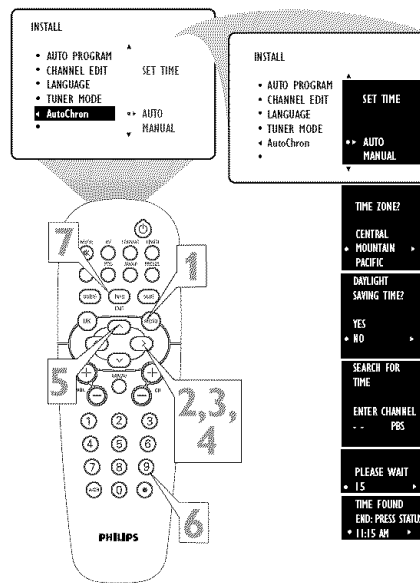 INSTALL
• AUTO PROGRAM
• CHANNEL EDIT
• LANGUAGE
• TUNER MODE
AutoChron
SET TIME
AUTO
MANUAL
INSTALL
• AUTO PROGRAM
• CHANNEL EDIT
• LANGUAGE
• TUNER MODE
AutoChron
SET TIME
AUTO
MANUAL
TIME ZONE?
CENTRAL
MOUNTAIN
PACIFIC
DAYLIGHT
SAVING TIME?
YES
NO
SEARCH FOR
TIME
ENTER CHANNEL
- - PBS
PLEASE WAIT
15
TIME FOUND
END: PRESS STATUS
11:15 AM
7
1
5
2,3,
4
6
OK
MENU
CH
1 2 3
4 5 6
7 8 9
0
PHILIPS